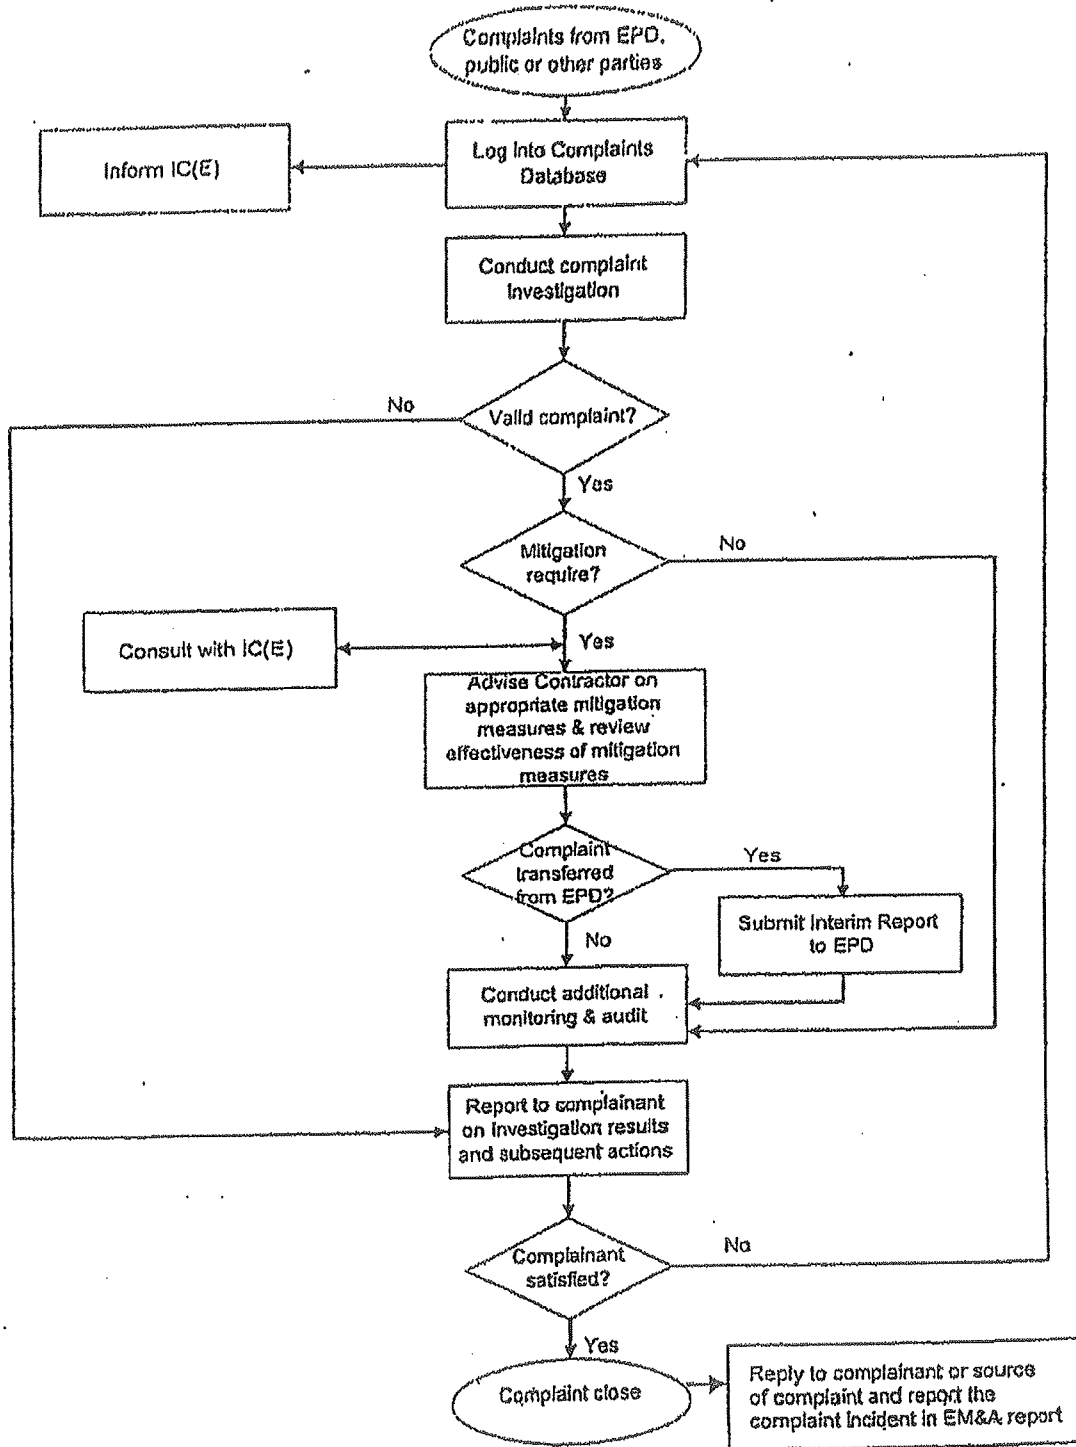 Complaints from EPD,
public or other parties
Inform IC(E)
Log into Complaints
Database
Conduct complaint
Investigation
No
Valid complaint?
Yes
Mitigation
require?
No
Consult with IC(E)
Yes
Advise Contractor on
appropriate mitigation
measures & review
effectiveness of mitigation
measures
Complaint
transferred
from EPD?
Yes
Submit Interim Report
to EPD
No
Conduct additional
monitoring & audit
Report to complainant
on Investigation results
and subsequent actions
Complainant
satisfied?
No
Yes
Complaint close
Reply to complainant or source
of complaint and report the
complaint incident in EM&A report